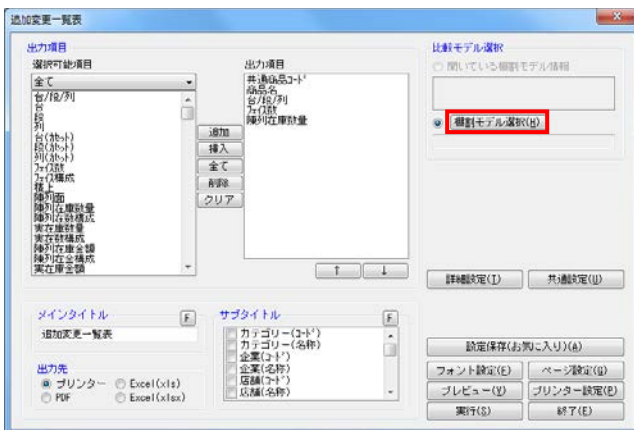 追加変更一覧表
出力項目
選択可能項目
全て
台/段/列
台
段
列
台(カセット)
段(カセット)
列(カセット)
フェイス数
フェイス構成
積上
陳列面
陳列在庫数量
陳列在数構成
実在庫数量
実在数構成
陳列在庫金額
陳列在金構成
実在庫金額
追加
挿入
全て
削除
クリア
出力項目
共通商品コード
商品名
台/段/列
フェイス数
陳列在庫数量
↑
↓
比較モデル選択
開いている棚割モデル情報
棚割モデル選択(H)
詳細設定(I)
共通設定(U)
メインタイトル
F
追加変更一覧表
出力先
プリンター
Excel(xls)
PDF
Excel(xlsx)
サブタイトル
F
カテゴリー(コード)
カテゴリー(名称)
企業(コード)
企業(名称)
店舗(コード)
店舗(名称)
設定保存(お気に入り)(A)
フォント設定(F)
ページ設定(G)
プレビュー(V)
プリンター設定(P)
実行(S)
終了(E)